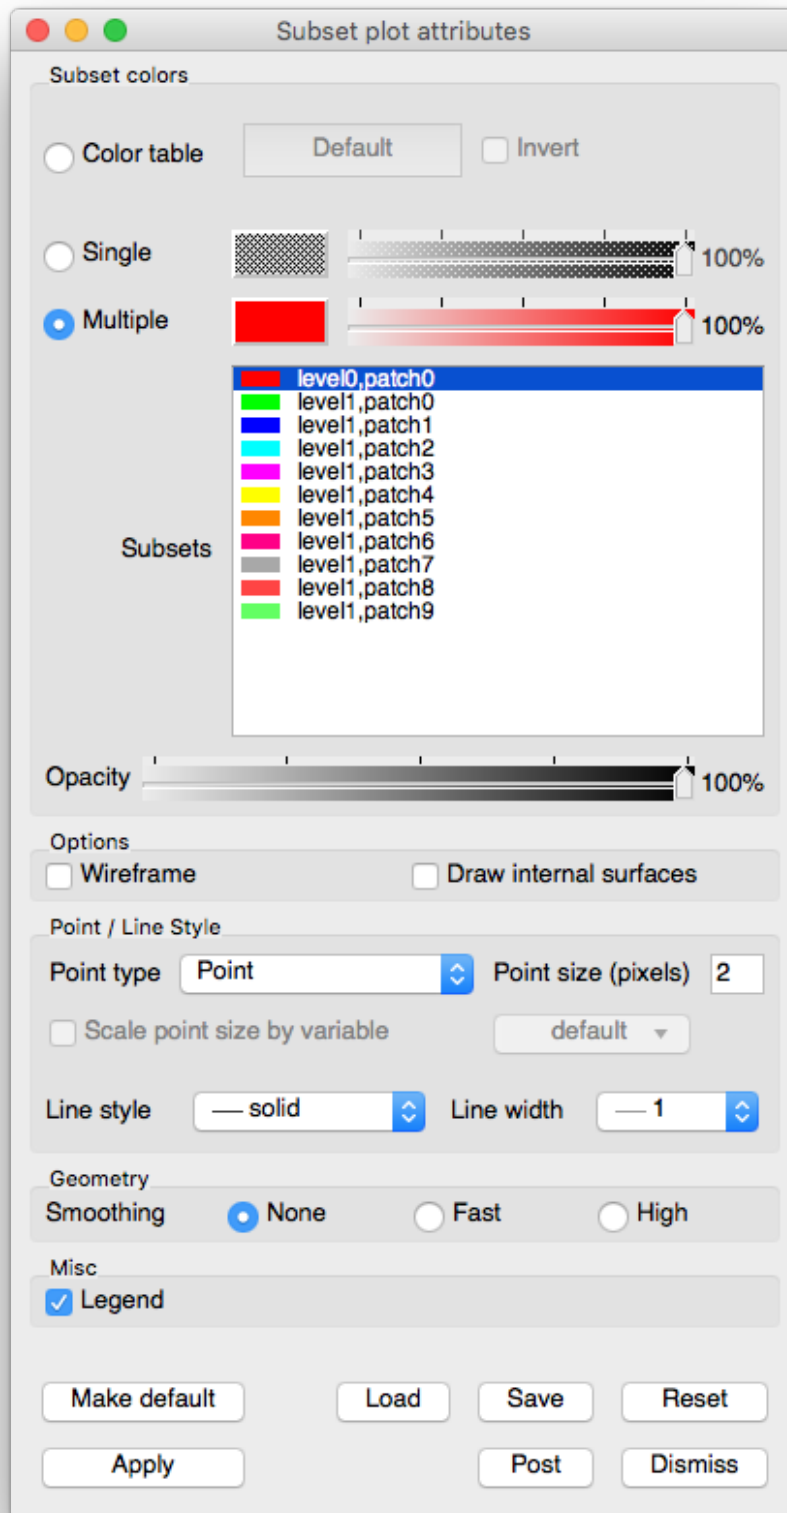 Subset plot attributes
Subset colors
Color table Default Invert
Single 100%
Multiple 100%
level0,patch0
level1,patch0
level1,patch1
level1,patch2
level1,patch3
level1,patch4
level1,patch5
level1,patch6
level1,patch7
level1,patch8
level1,patch9
Subsets
Opacity 100%
Options
Wireframe Draw internal surfaces
Point / Line Style
Point type Point Point size (pixels) 2
Scale point size by variable default
Line style solid Line width 1
Geometry
Smoothing None Fast High
Misc
Legend
Make default Load Save Reset
Apply Post Dismiss